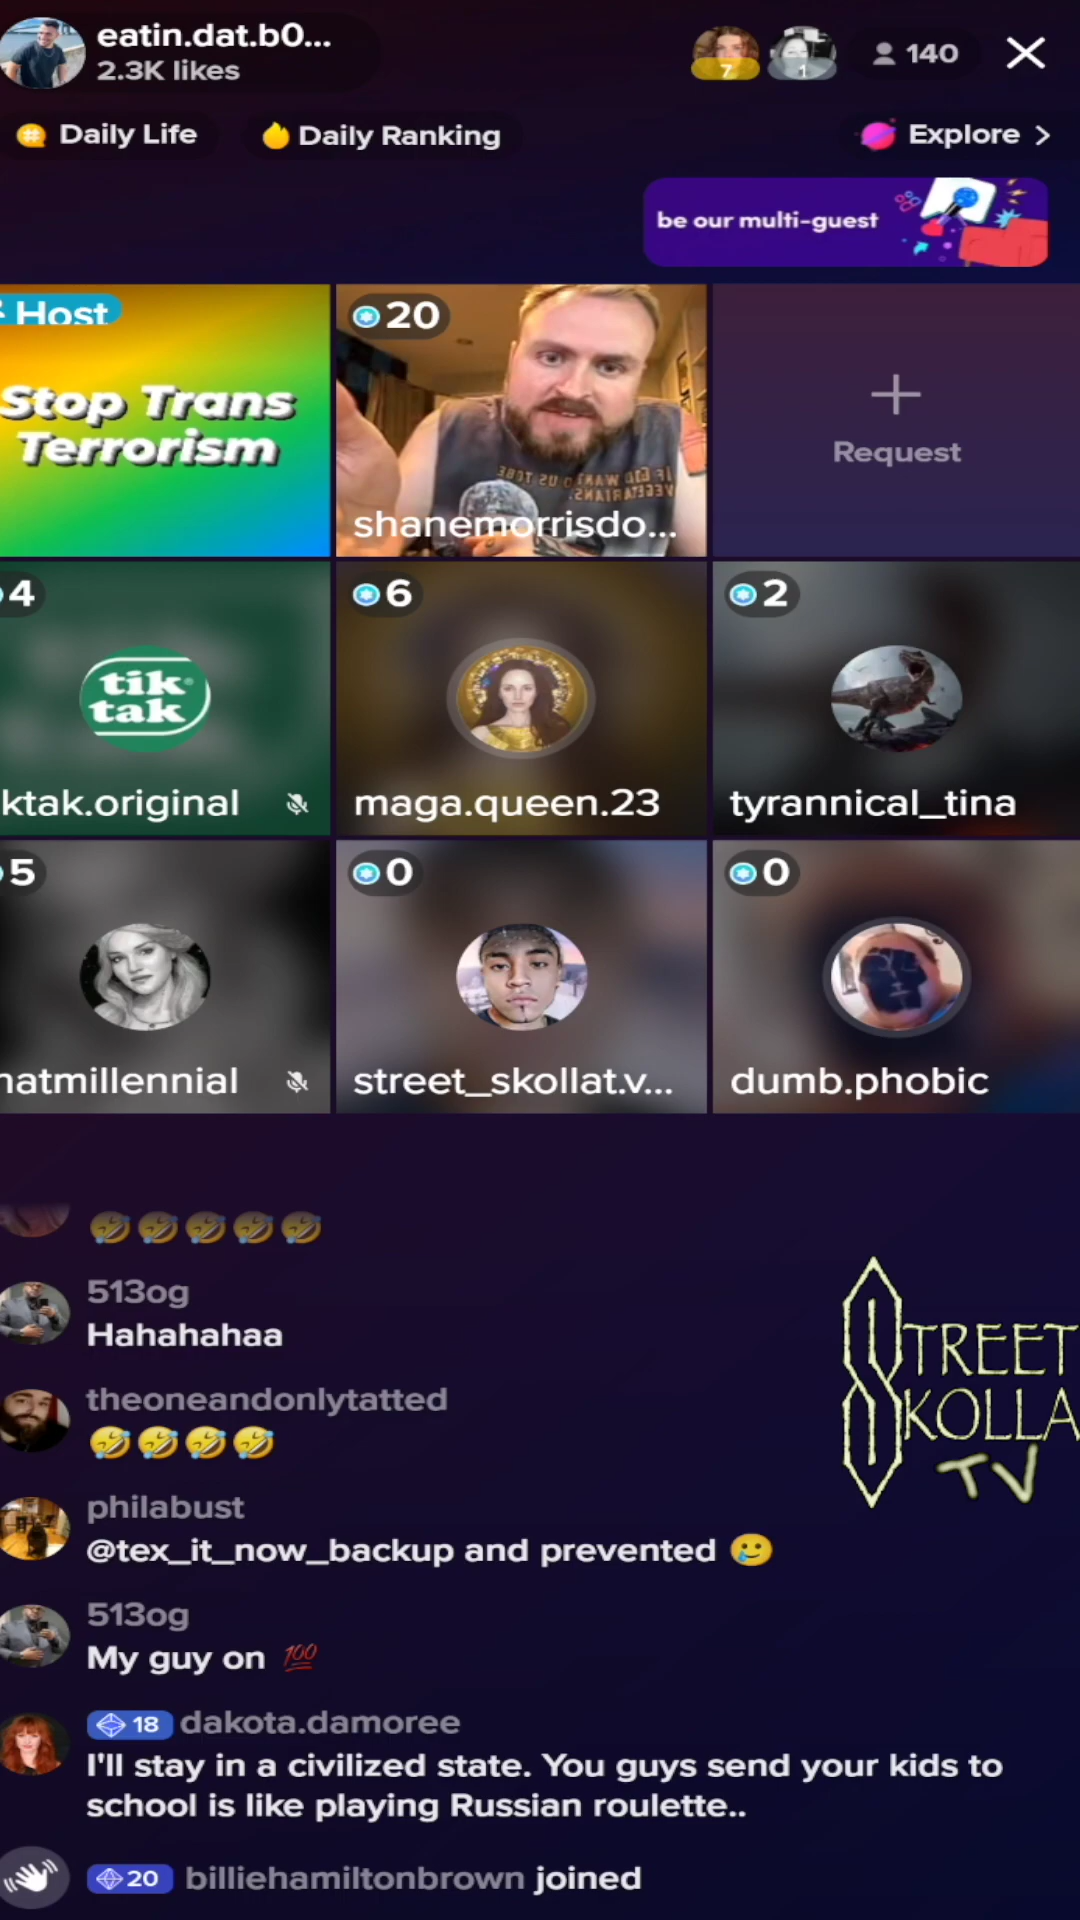 eatin.dat.b0...
2.3K likes
7
1
140
Daily Life
Daily Ranking
Explore >
be our multi-guest
Host
Stop Trans
Terrorism
20
shanemorrisdo...
Request
4
6
2
tik
tak
ktak.original
maga.queen.23
tyrannical_tina
5
0
0
natmillennial
street_skollat.v...
dumb.phobic
🤣🤣🤣🤣🤣
513og
Hahahahaa
theoneandonlytatted
🤣🤣🤣🤣
philabust
@tex_it_now_backup and prevented 🥲
513og
My guy on 💯
18 dakota.damoree
I'll stay in a civilized state. You guys send your kids to
school is like playing Russian roulette..
20 billiehamiltonbrown joined
STREET
SKOLLA
TV